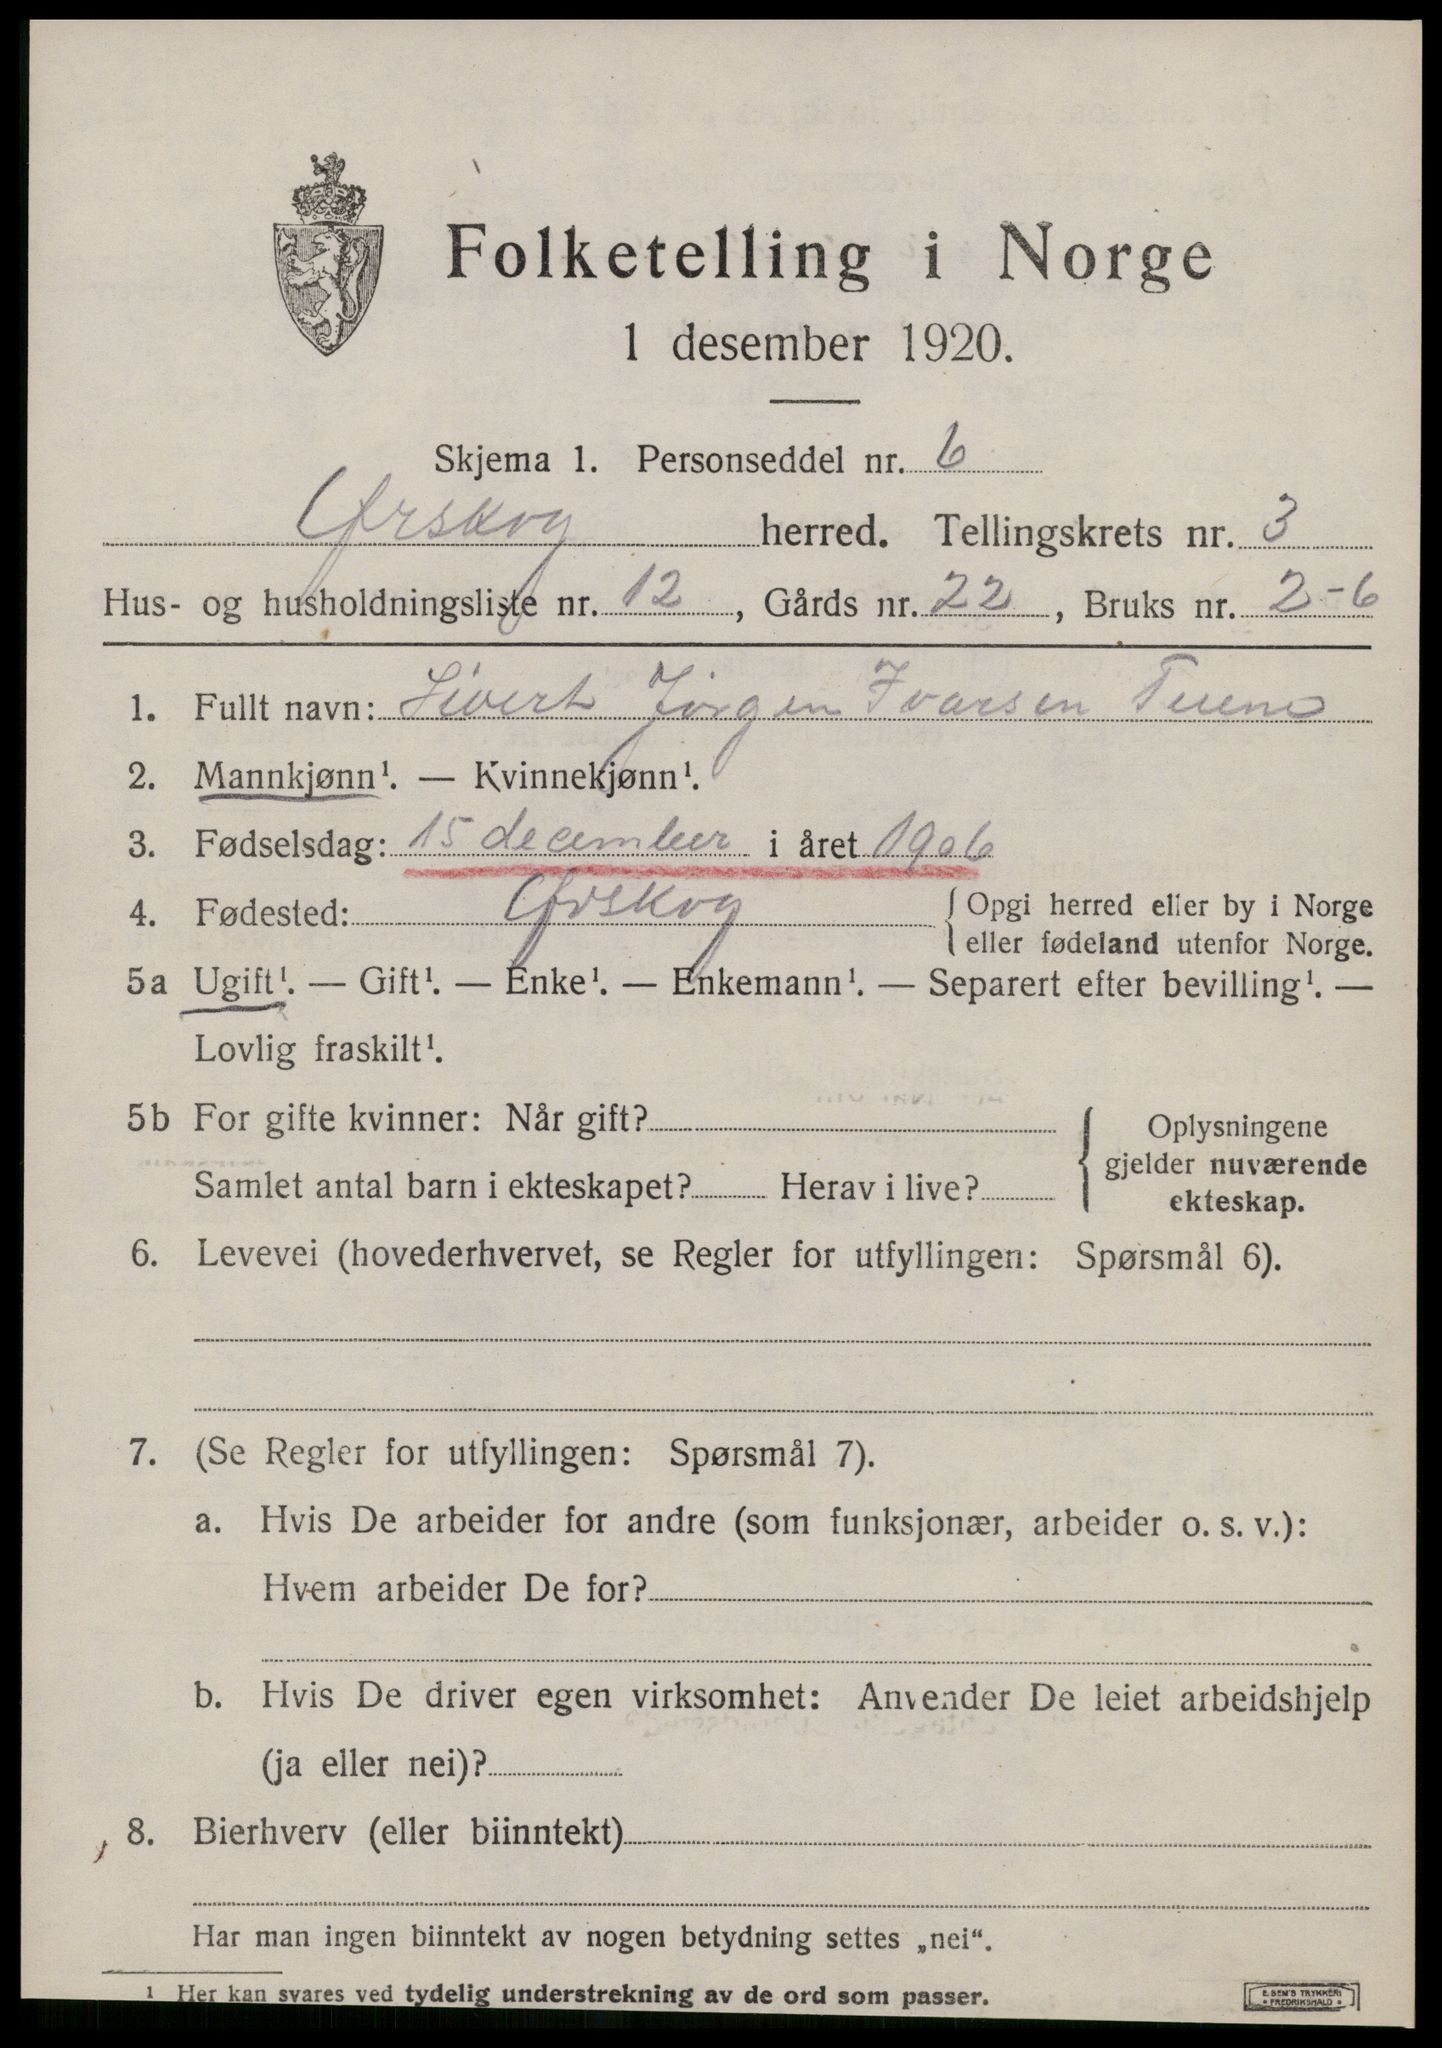 Folketelling i Norge
1 desember 1920.
Skjema 1. Personseddel nr. 6
Ørskog herred. Tellingskrets nr. 3
Hus- og husholdningsliste nr. 12, Gårds nr. 22, Bruks nr. 2-6
1. Fullt navn: Sivert Jörgen Ivarsen
2. Mannkjønn¹. — Kvinnekjønn¹.
3. Fødselsdag: 15 december i året 1906
4. Fødested: Ørskog {Opgi herred eller by i Norge
eller fødeland utenfor Norge.
5a Ugift¹. — Gift¹. — Enke¹. — Enkemann¹. — Separert efter bevilling¹. —
Lovlig fraskilt¹.
5b For gifte kvinner: Når gift?
Samlet antal barn i ekteskapet? Herav i live?
{Oplysningene
gjelder nuværende
ekteskap.
6. Levevei (hovederhvervet, se Regler for utfyllingen: Spørsmål 6).
7. (Se Regler for utfyllingen: Spørsmål 7).
a. Hvis De arbeider for andre (som funksjonær, arbeider o. s. v.):
Hvem arbeider De for?
b. Hvis De driver egen virksomhet: Anvender De leiet arbeidshjelp
(ja eller nei)?
8. Bierhverv (eller biinntekt)
Har man ingen biinntekt av nogen betydning settes „nei“.
¹ Her kan svares ved tydelig understrekning av de ord som passer.
E. SEM'S TRYKKERI
• FREDRIKSHALD •